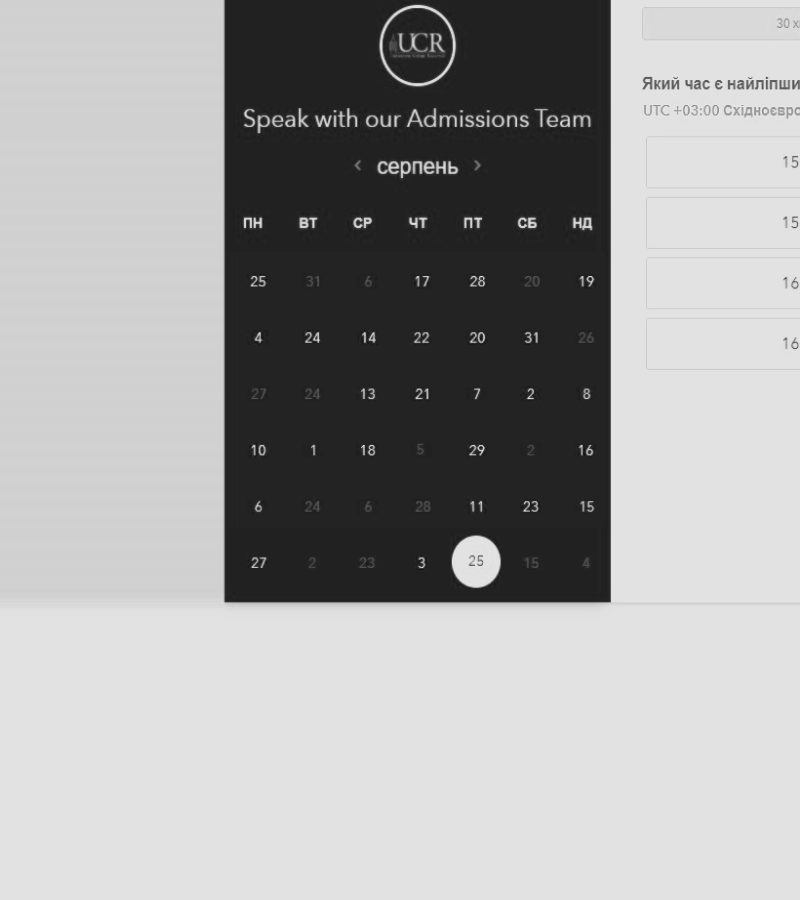 30 х
UCR
Який час є найліпши
UTC +03:00 Східноєвро
Speak with our Admissions Team
серпень
ПН ВТ СР ЧТ ПТ СБ НД
25 31 6 17 28 20 19
4 24 14 22 20 31 26
27 24 13 21 7 2 8
10 1 18 5 29 2 16
6 24 6 28 11 23 15
27 2 23 3 25 15 4
15
15
16
16